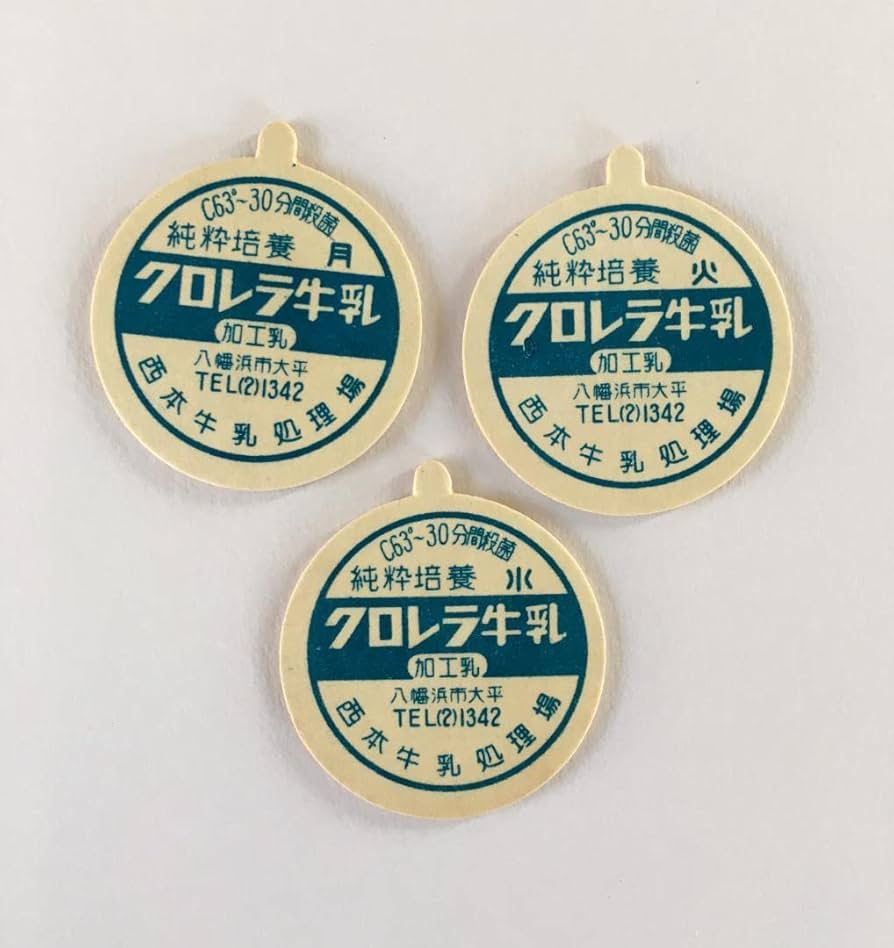 C63°~30分間殺菌
純粋培養 月
クロレラ牛乳
加工乳
八幡浜市大平
TEL(2)1342
西本牛乳処理場
C63°~30分間殺菌
純粋培養 火
クロレラ牛乳
加工乳
八幡浜市大平
TEL(2)1342
西本牛乳処理場
C63°~30分間殺菌
純粋培養 水
クロレラ牛乳
加工乳
八幡浜市大平
TEL(2)1342
西本牛乳処理場